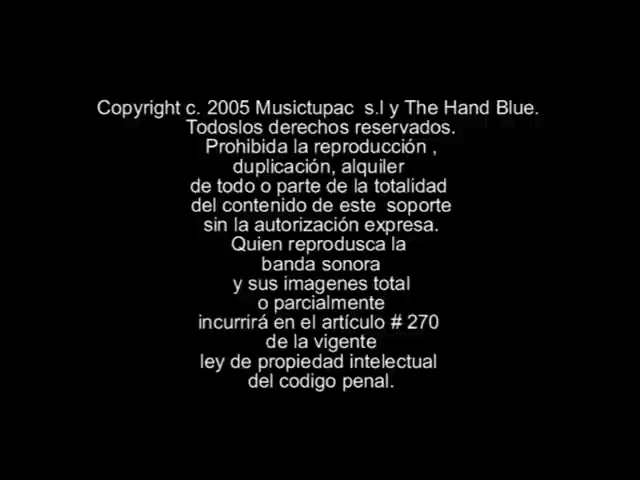 Copyright c. 2005 Musictupac s.l y The Hand Blue.
Todoslos derechos reservados.
Prohibida la reproducción ,
duplicación, alquiler
de todo o parte de la totalidad
del contenido de este soporte
sin la autorización expresa.
Quien reprodusca la
banda sonora
y sus imagenes total
o parcialmente
incurrirá en el artículo # 270
de la vigente
ley de propiedad intelectual
del codigo penal.